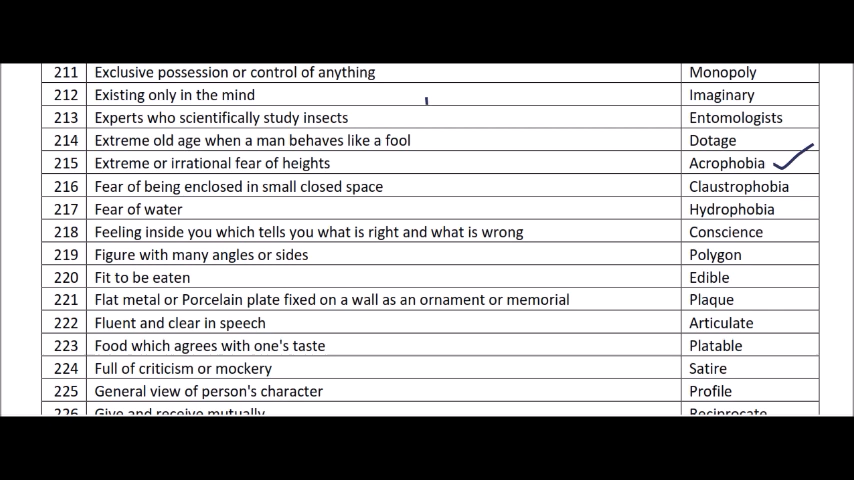 211 Exclusive possession or control of anything Monopoly
212 Existing only in the mind Imaginary
213 Experts who scientifically study insects Entomologists
214 Extreme old age when a man behaves like a fool Dotage
215 Extreme or irrational fear of heights Acrophobia
216 Fear of being enclosed in small closed space Claustrophobia
217 Fear of water Hydrophobia
218 Feeling inside you which tells you what is right and what is wrong Conscience
219 Figure with many angles or sides Polygon
220 Fit to be eaten Edible
221 Flat metal or Porcelain plate fixed on a wall as an ornament or memorial Plaque
222 Fluent and clear in speech Articulate
223 Food which agrees with one's taste Platable
224 Full of criticism or mockery Satire
225 General view of person's character Profile
226 Give and receive mutually Reciprocate